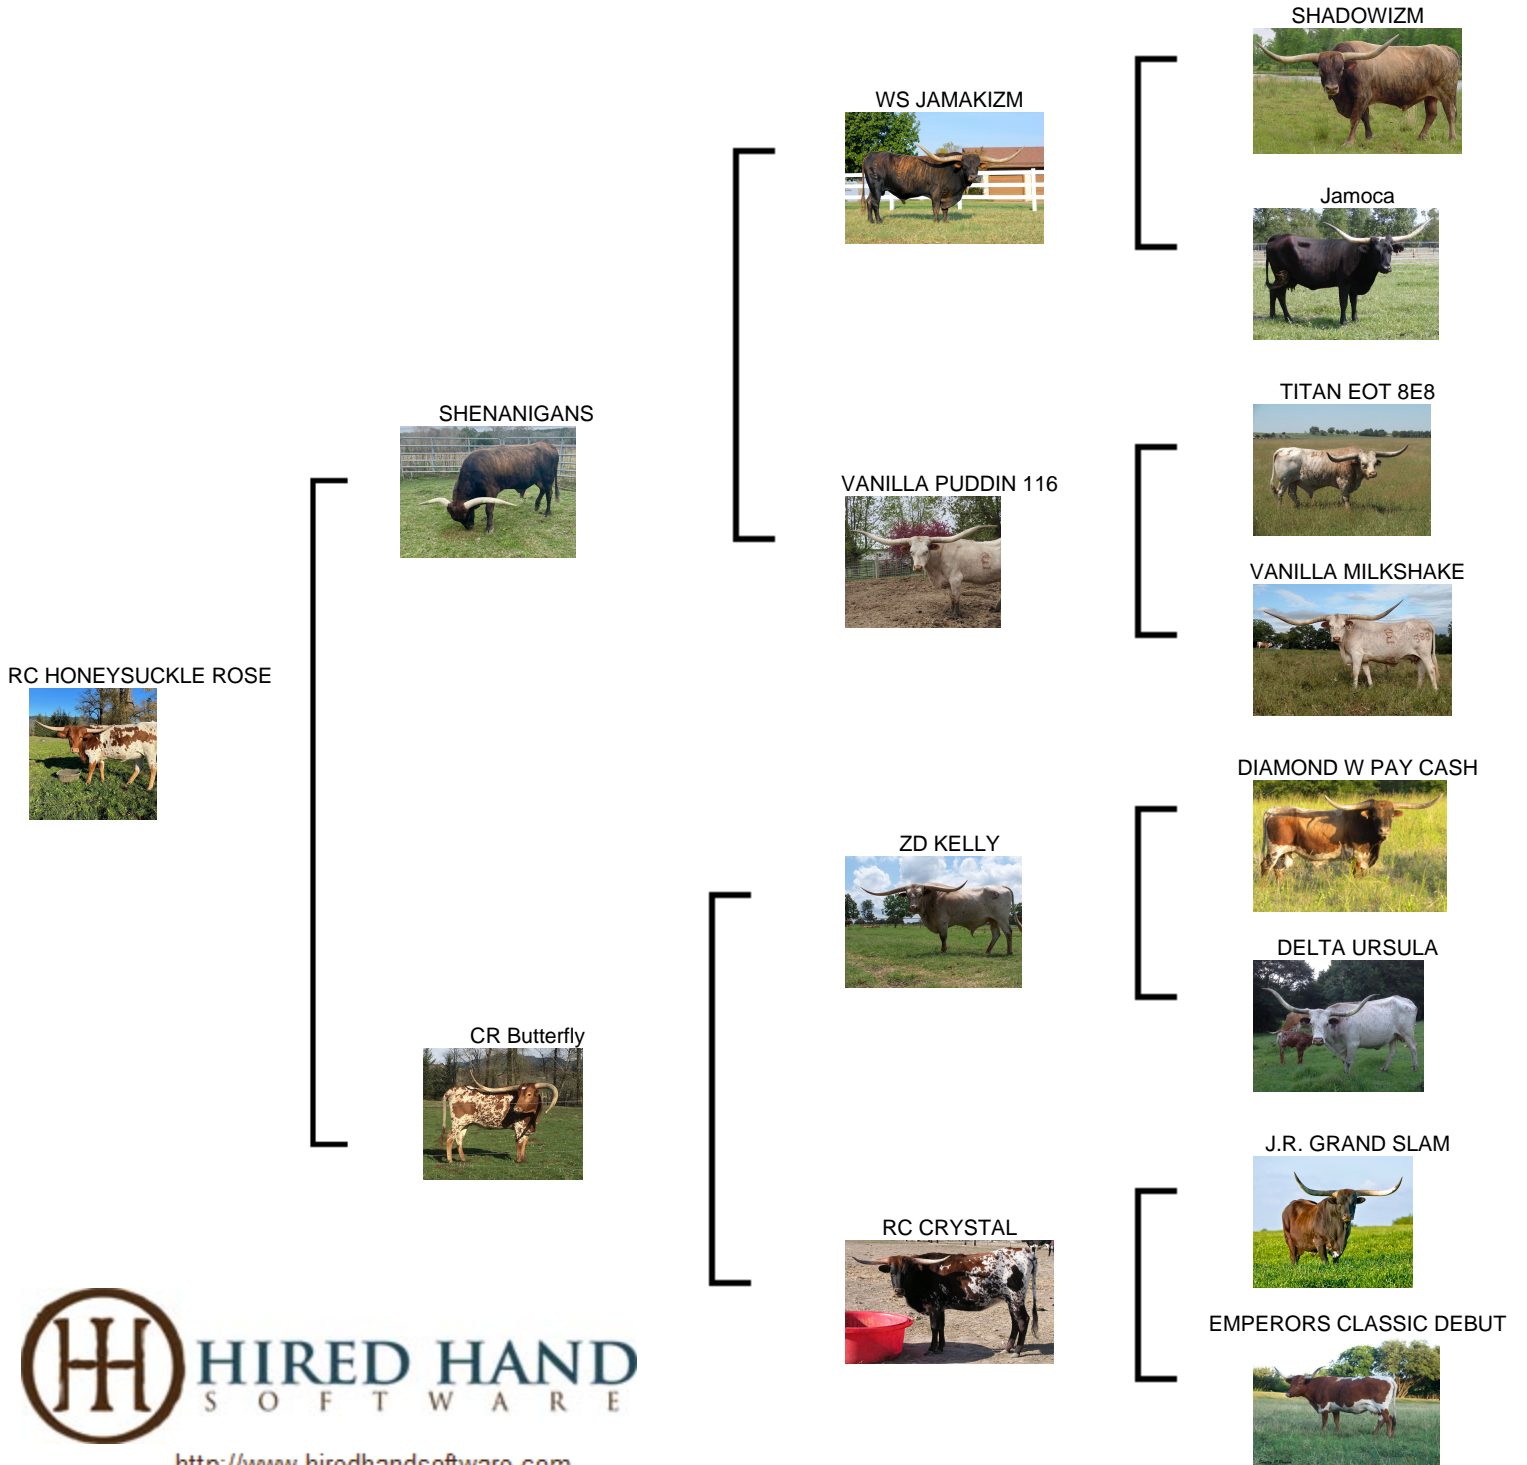 SHADOWIZM
WS JAMAKIZM
Jamoca
TITAN EOT 8E8
SHENANIGANS
VANILLA PUDDIN 116
VANILLA MILKSHAKE
RC HONEYSUCKLE ROSE
DIAMOND W PAY CASH
ZD KELLY
DELTA URSULA
CR Butterfly
J.R. GRAND SLAM
RC CRYSTAL
EMPERORS CLASSIC DEBUT
HIRED HAND
SOFTWARE
http://www.hiredhandsoftware.com